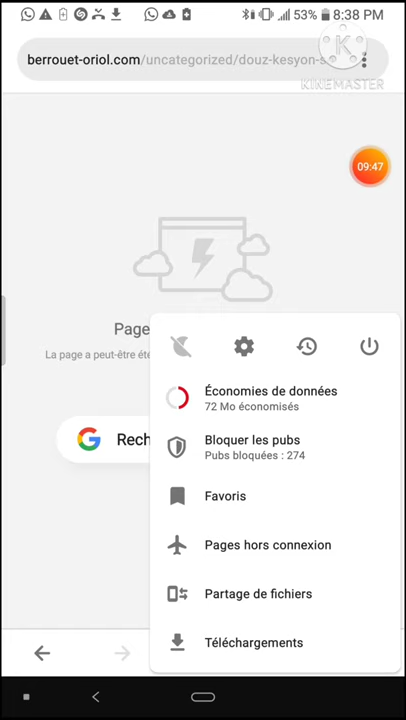 53% 8:38 PM
berrouet-oriol.com/uncategorized/douz-kesyon-s
K
KINEMASTER
09:47
Page
La page a peut-être été
Rech
Économies de données
72 Mo économisés
Bloquer les pubs
Pubs bloquées : 274
Favoris
Pages hors connexion
Partage de fichiers
Téléchargements